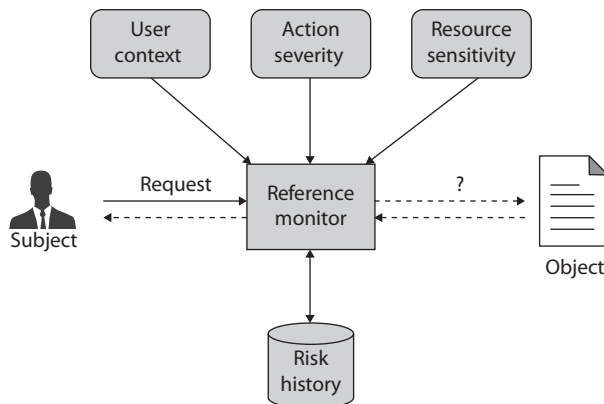 User
context
Action
severity
Resource
sensitivity
Request
?
Reference
monitor
Subject
Object
Risk
history